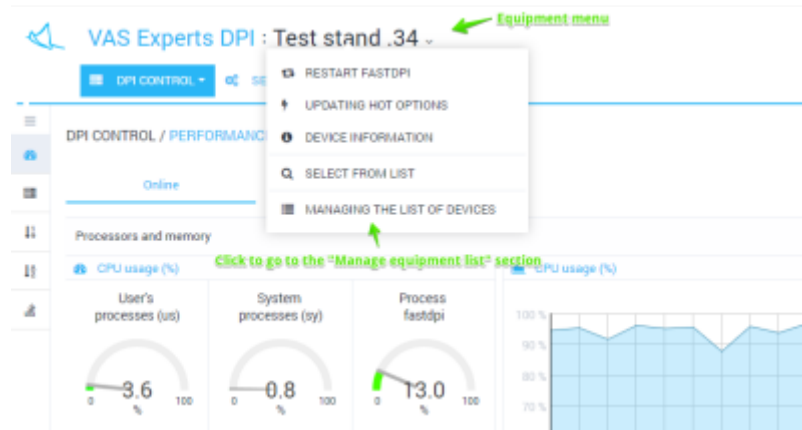 Equipment menu
VAS Experts DPI : Test stand .34
DPI CONTROL
SE
RESTART FASTDPI
UPDATING HOT OPTIONS
DEVICE INFORMATION
SELECT FROM LIST
MANAGING THE LIST OF DEVICES
DPI CONTROL / PERFORMANC
Online
Processors and memory
Click to go to the "Manage equipment list" section
CPU usage (%)
CPU usage (%)
User's
processes (us)
System
processes (sy)
Process
fastdpi
3.6
0
100
%
0.8
0
100
%
13.0
0
100
%
100 %
90 %
80 %
70 %